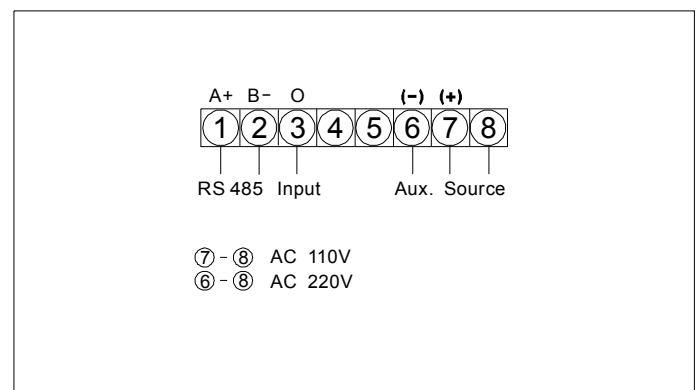 A+ B- O (-) (+)
1 2 3 4 5 6 7 8
RS 485 Input Aux. Source
⑦ - ⑧ AC 110V
⑥ - ⑧ AC 220V